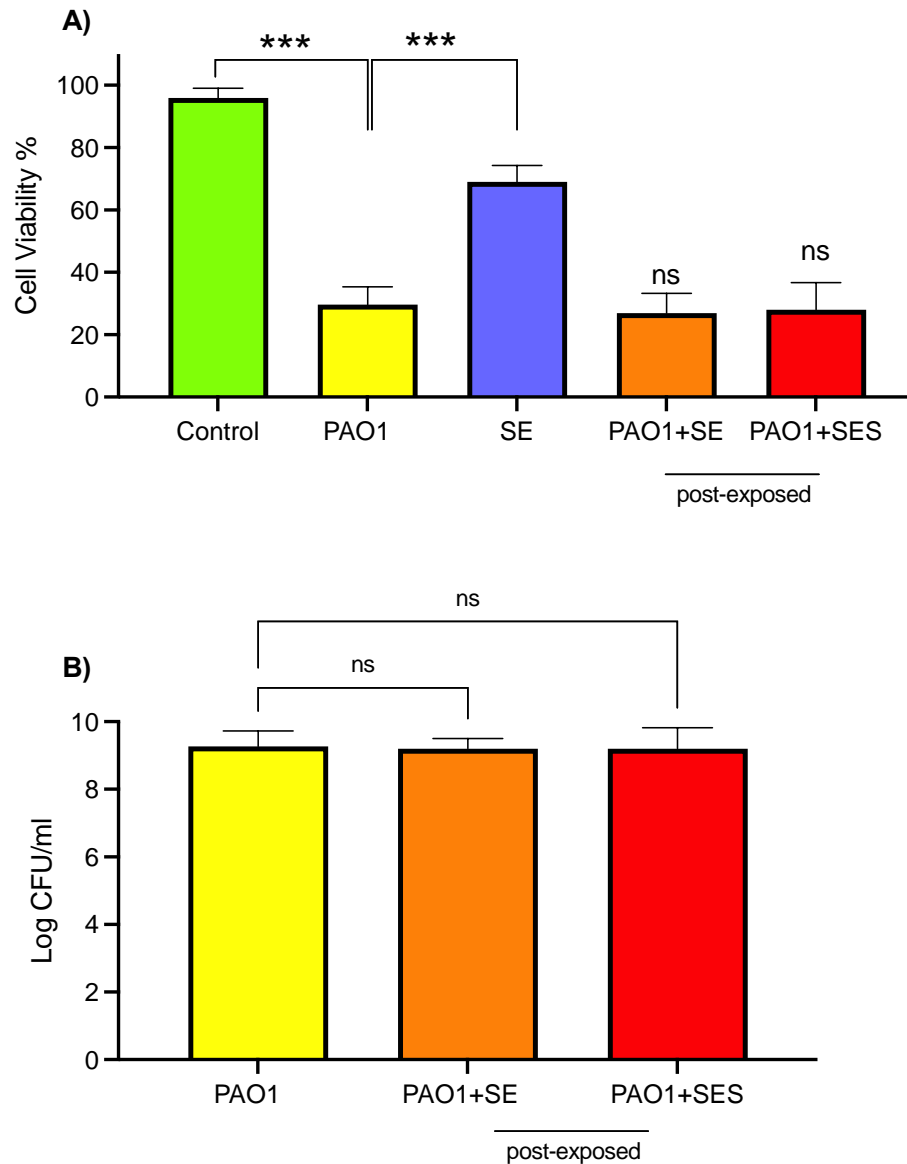 A)
*** ***
Cell Viability %
100
80
60
40
20
0
ns
ns
Control PAO1 SE PAO1+SE PAO1+SES
post-exposed
ns
B)
ns
Log CFU/ml
10
8
6
4
2
0
PAO1 PAO1+SE PAO1+SES
post-exposed